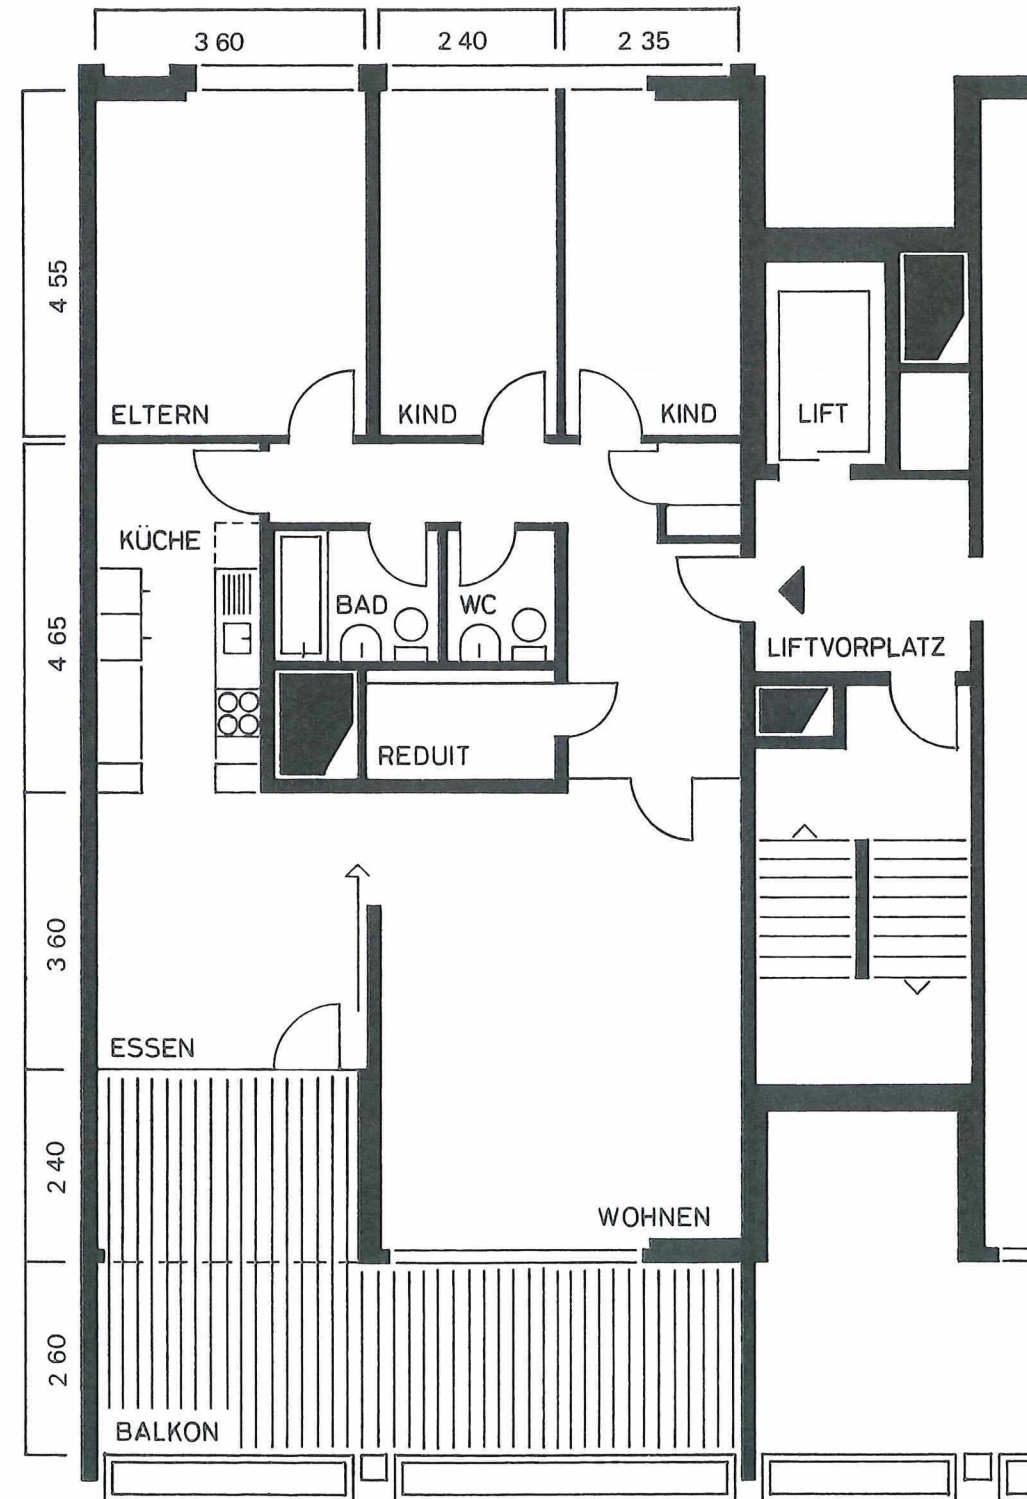 3 60
2 40
2 35
4 55
ELTERN
KIND
KIND
LIFT
KÜCHE
BAD
WC
4 65
LIFTVORPLATZ
REDUIT
3 60
ESSEN
2 40
WOHNEN
2 60
BALKON